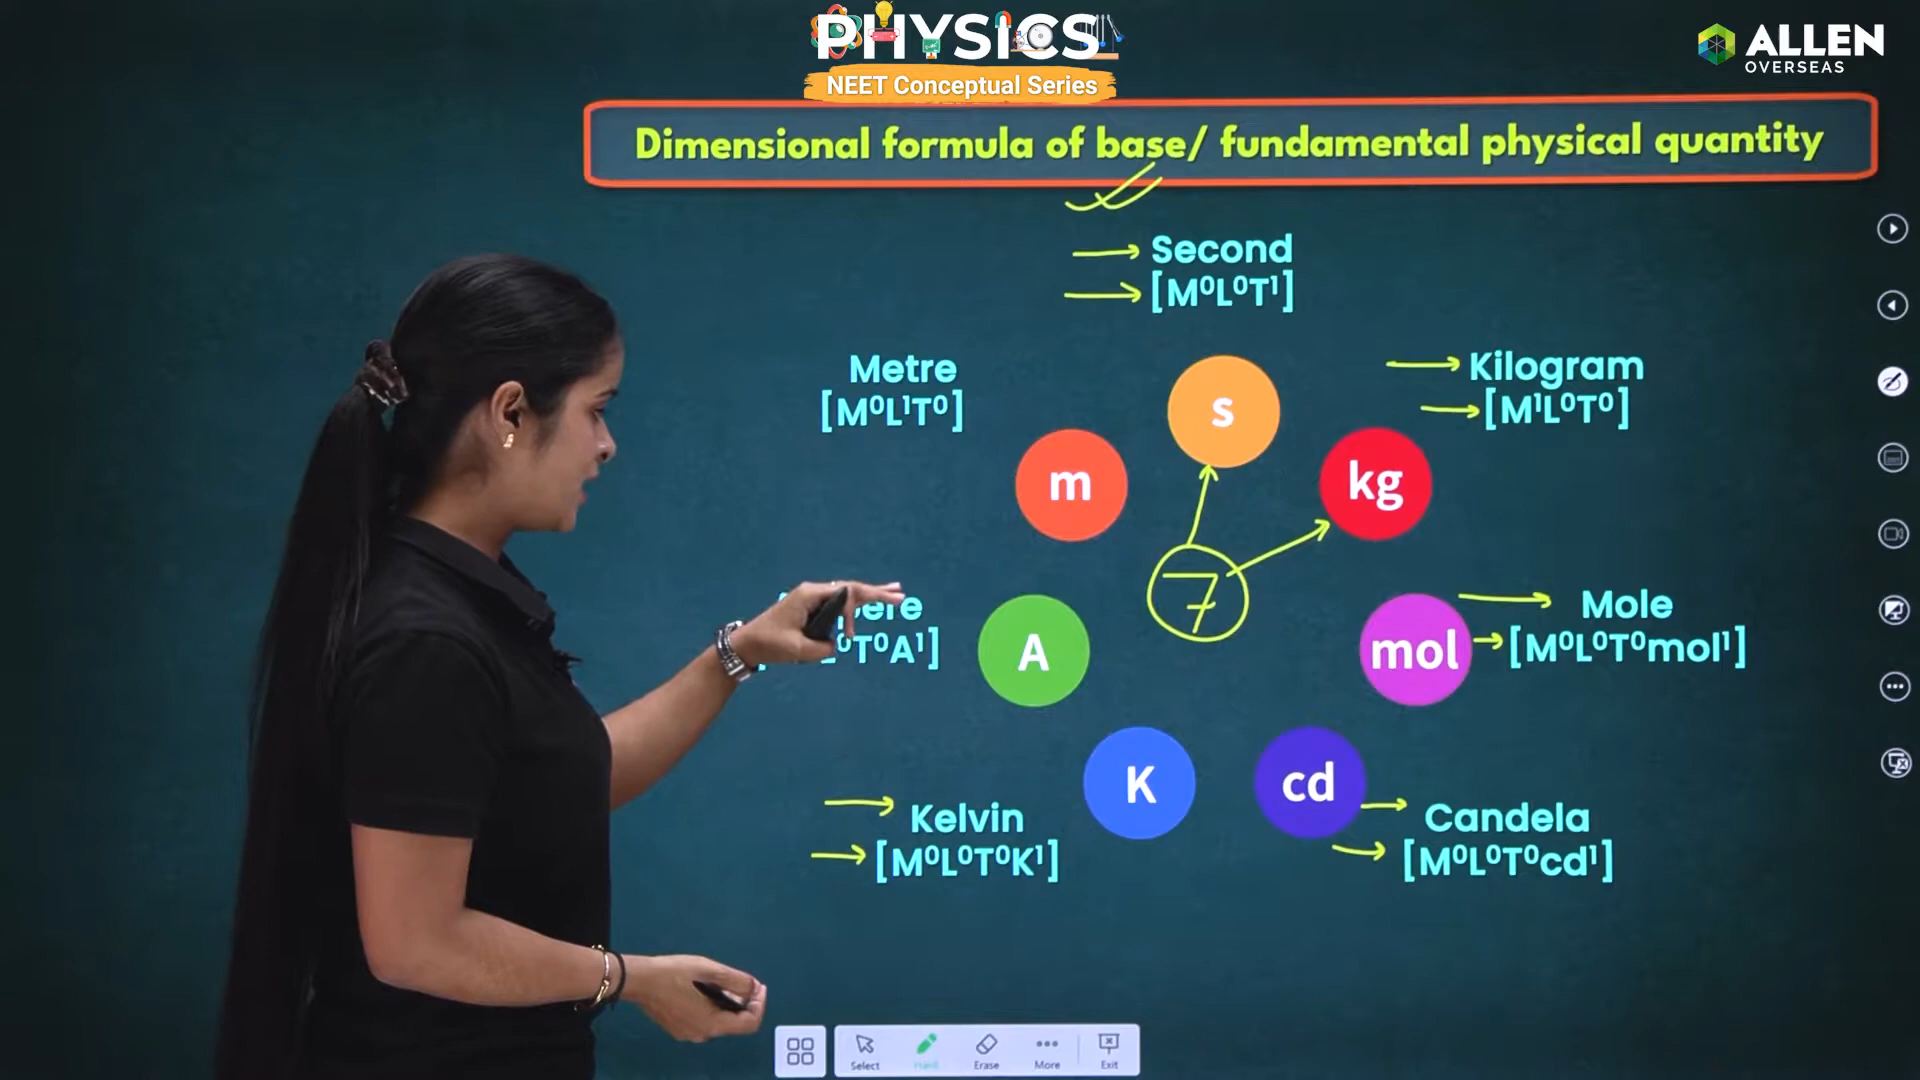 PHYSICS
NEET Conceptual Series
ALLEN
OVERSEAS
Dimensional formula of base/ fundamental physical quantity
Second
[M⁰L⁰T¹]
Metre
[M⁰L¹T⁰]
Kilogram
[M¹L⁰T⁰]
s
m
kg
7
Mole
[M⁰L⁰T⁰mol¹]
⁰T⁰A¹]
A
mol
K
cd
Kelvin
[M⁰L⁰T⁰K¹]
Candela
[M⁰L⁰T⁰cd¹]
Select
Erase
More
Exit